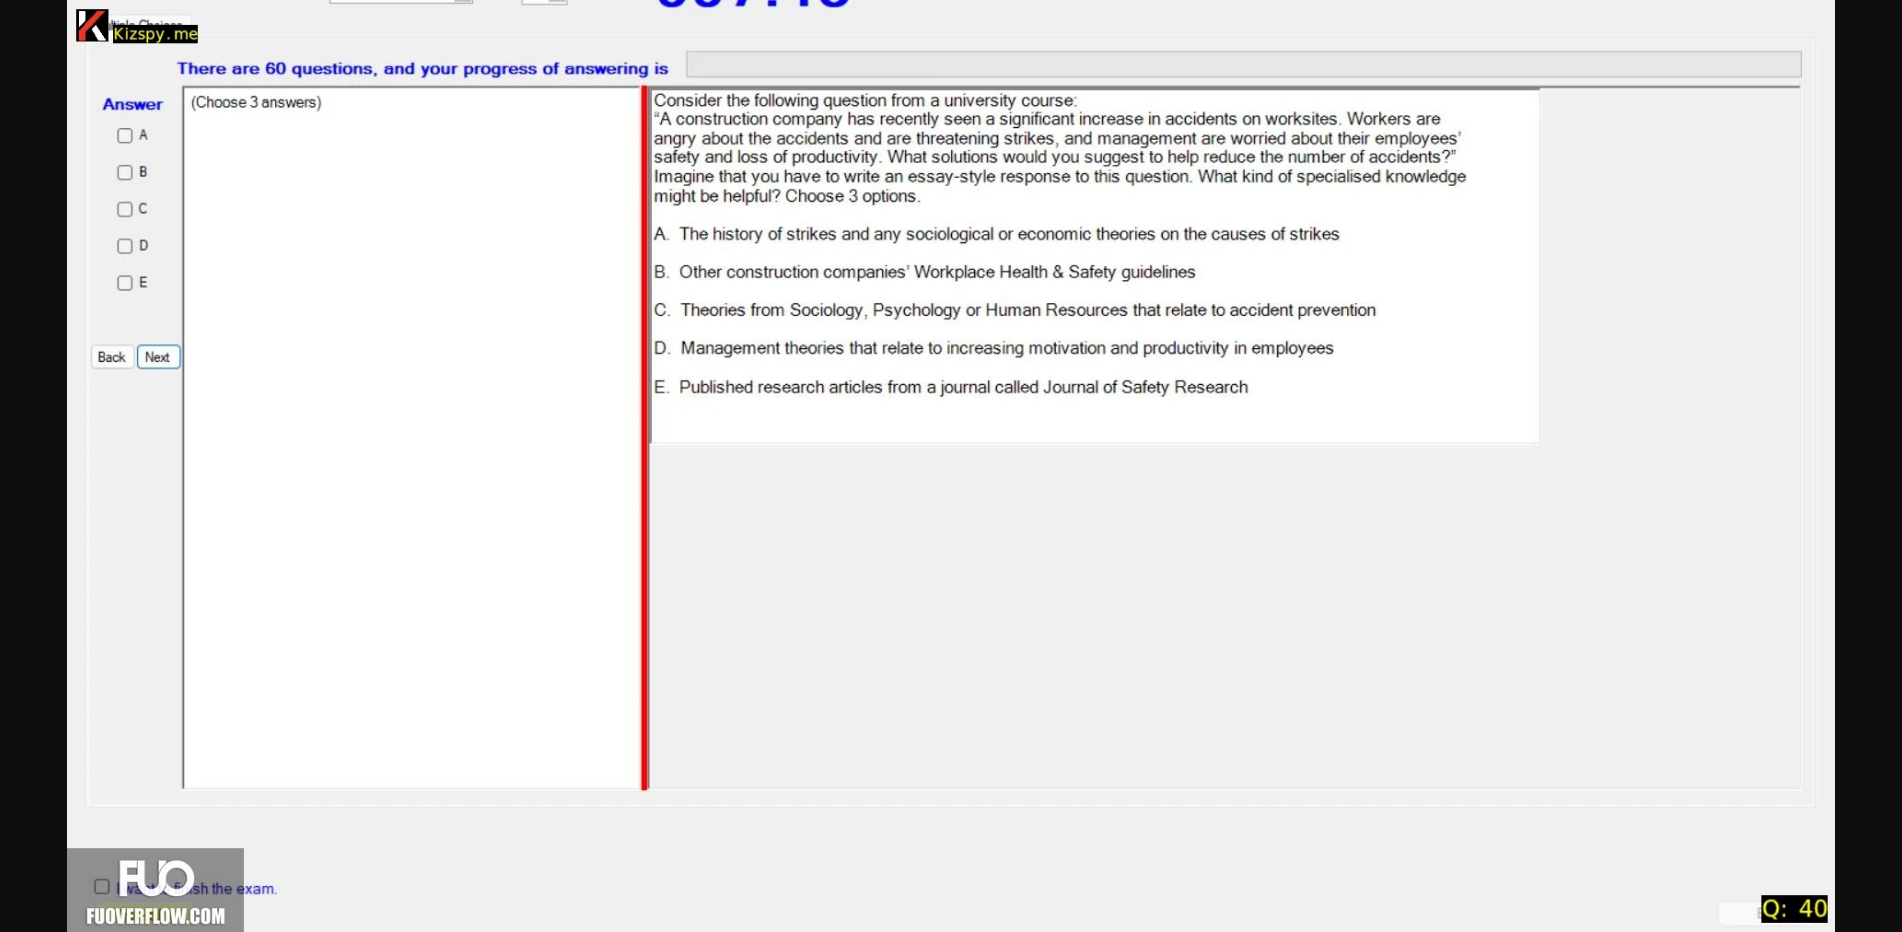 Kizspy.me
There are 60 questions, and your progress of answering is
Answer
(Choose 3 answers)
A
B
C
D
E
Back Next
Consider the following question from a university course:
“A construction company has recently seen a significant increase in accidents on worksites. Workers are
angry about the accidents and are threatening strikes, and management are worried about their employees’
safety and loss of productivity. What solutions would you suggest to help reduce the number of accidents?”
Imagine that you have to write an essay-style response to this question. What kind of specialised knowledge
might be helpful? Choose 3 options.
A. The history of strikes and any sociological or economic theories on the causes of strikes
B. Other construction companies’ Workplace Health & Safety guidelines
C. Theories from Sociology, Psychology or Human Resources that relate to accident prevention
D. Management theories that relate to increasing motivation and productivity in employees
E. Published research articles from a journal called Journal of Safety Research
FUO
the exam.
FUOVERFLOW.COM
Q: 40